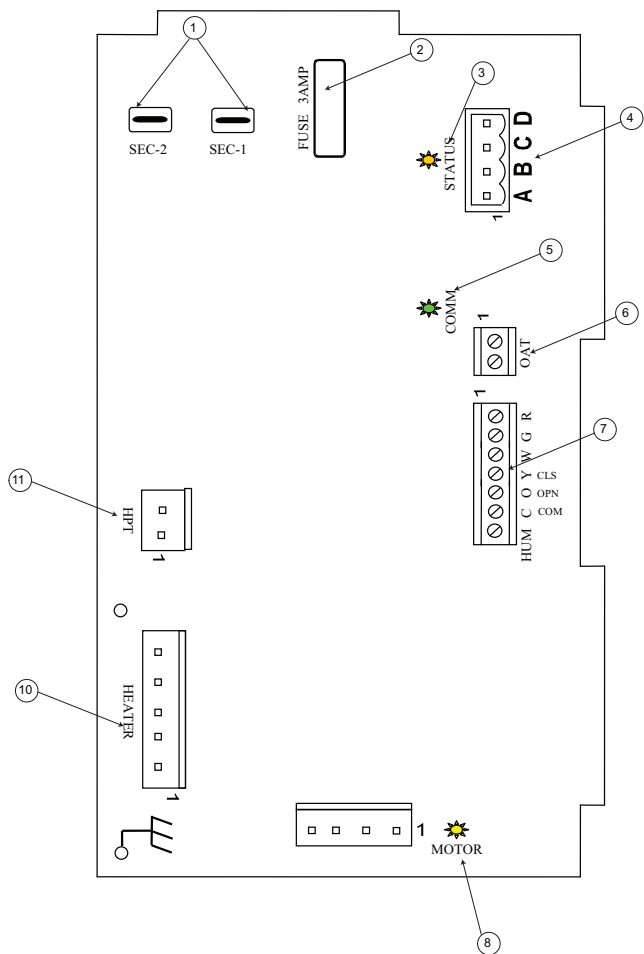 1
2
3
4
5
6
7
8
10
11
SEC-2
SEC-1
FUSE 3AMP
STATUS
A B C D
1
COMM
1
OAT
1
HUM C O Y W G R
CLS
OPN
COM
HPT
1
HEATER
1
1
MOTOR